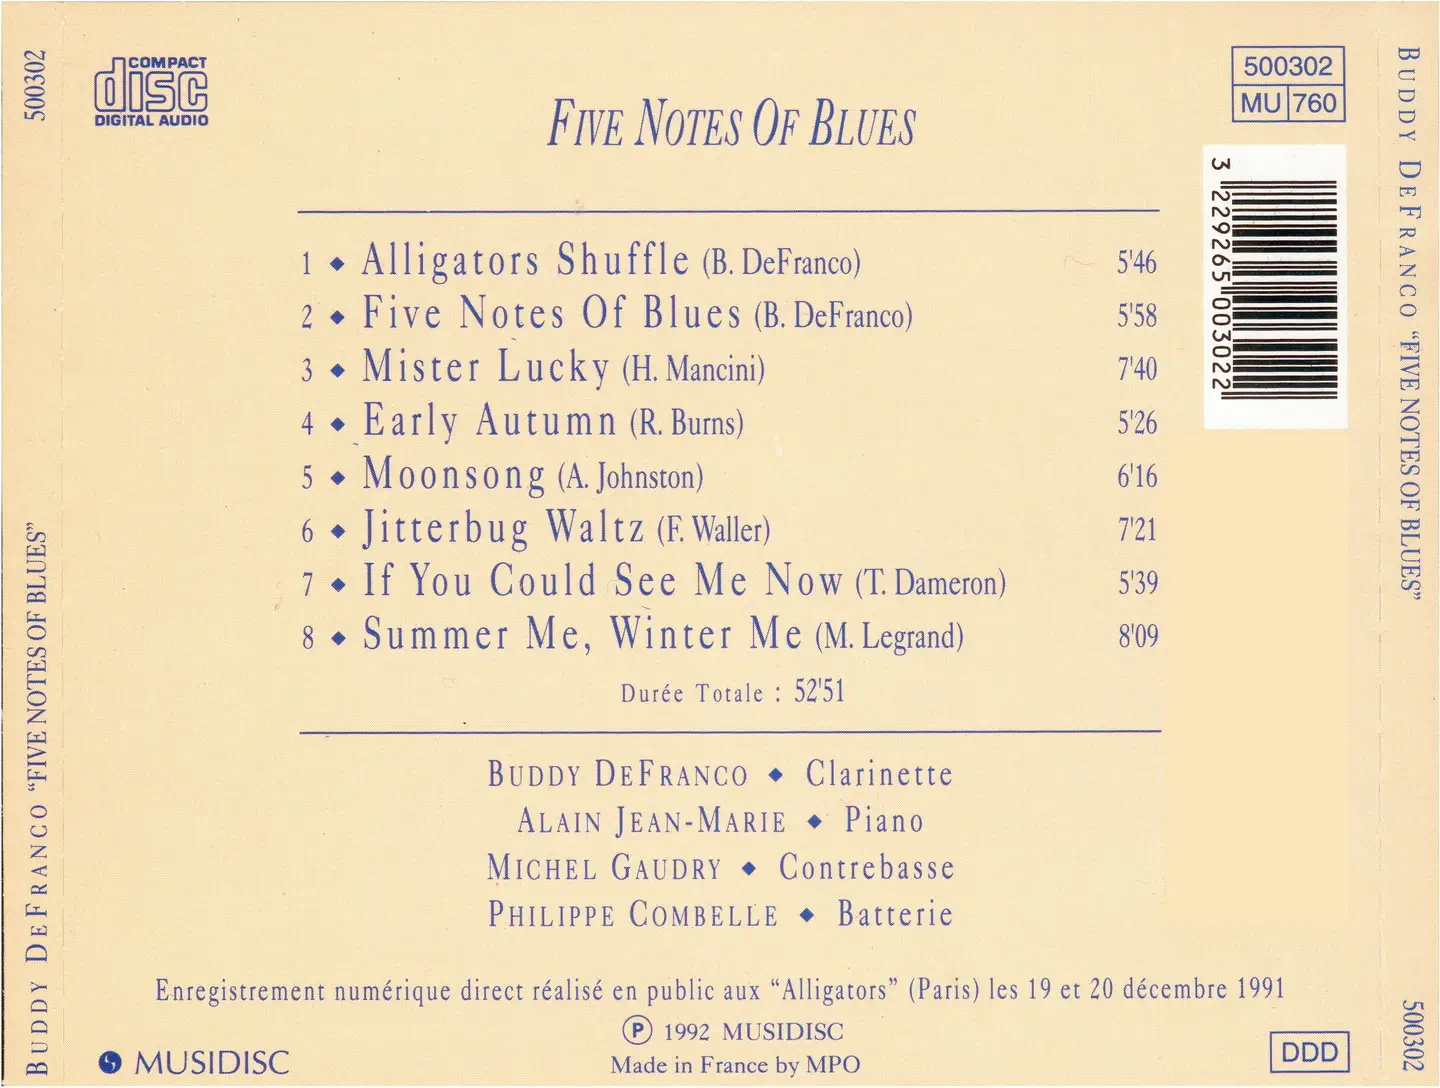 500302
COMPACT
disc
DIGITAL AUDIO
FIVE NOTES OF BLUES
500302
MU 760
3 229265 003022
1 ◆ Alligators Shuffle (B. DeFranco) 5'46
2 ◆ Five Notes Of Blues (B. DeFranco) 5'58
3 ◆ Mister Lucky (H. Mancini) 7'40
4 ◆ Early Autumn (R. Burns) 5'26
5 ◆ Moonsong (A. Johnston) 6'16
6 ◆ Jitterbug Waltz (F. Waller) 7'21
7 ◆ If You Could See Me Now (T. Dameron) 5'39
8 ◆ Summer Me, Winter Me (M. Legrand) 8'09
Durée Totale : 52'51
BUDDY DEFRANCO ◆ Clarinette
ALAIN JEAN-MARIE ◆ Piano
MICHEL GAUDRY ◆ Contrebasse
PHILIPPE COMBELLE ◆ Batterie
Enregistrement numérique direct réalisé en public aux "Alligators" (Paris) les 19 et 20 décembre 1991
℗ 1992 MUSIDISC
Made in France by MPO
MUSIDISC
DDD
BUDDY DEFRANCO "FIVE NOTES OF BLUES"
BUDDY DEFRANCO "FIVE NOTES OF BLUES"
500302